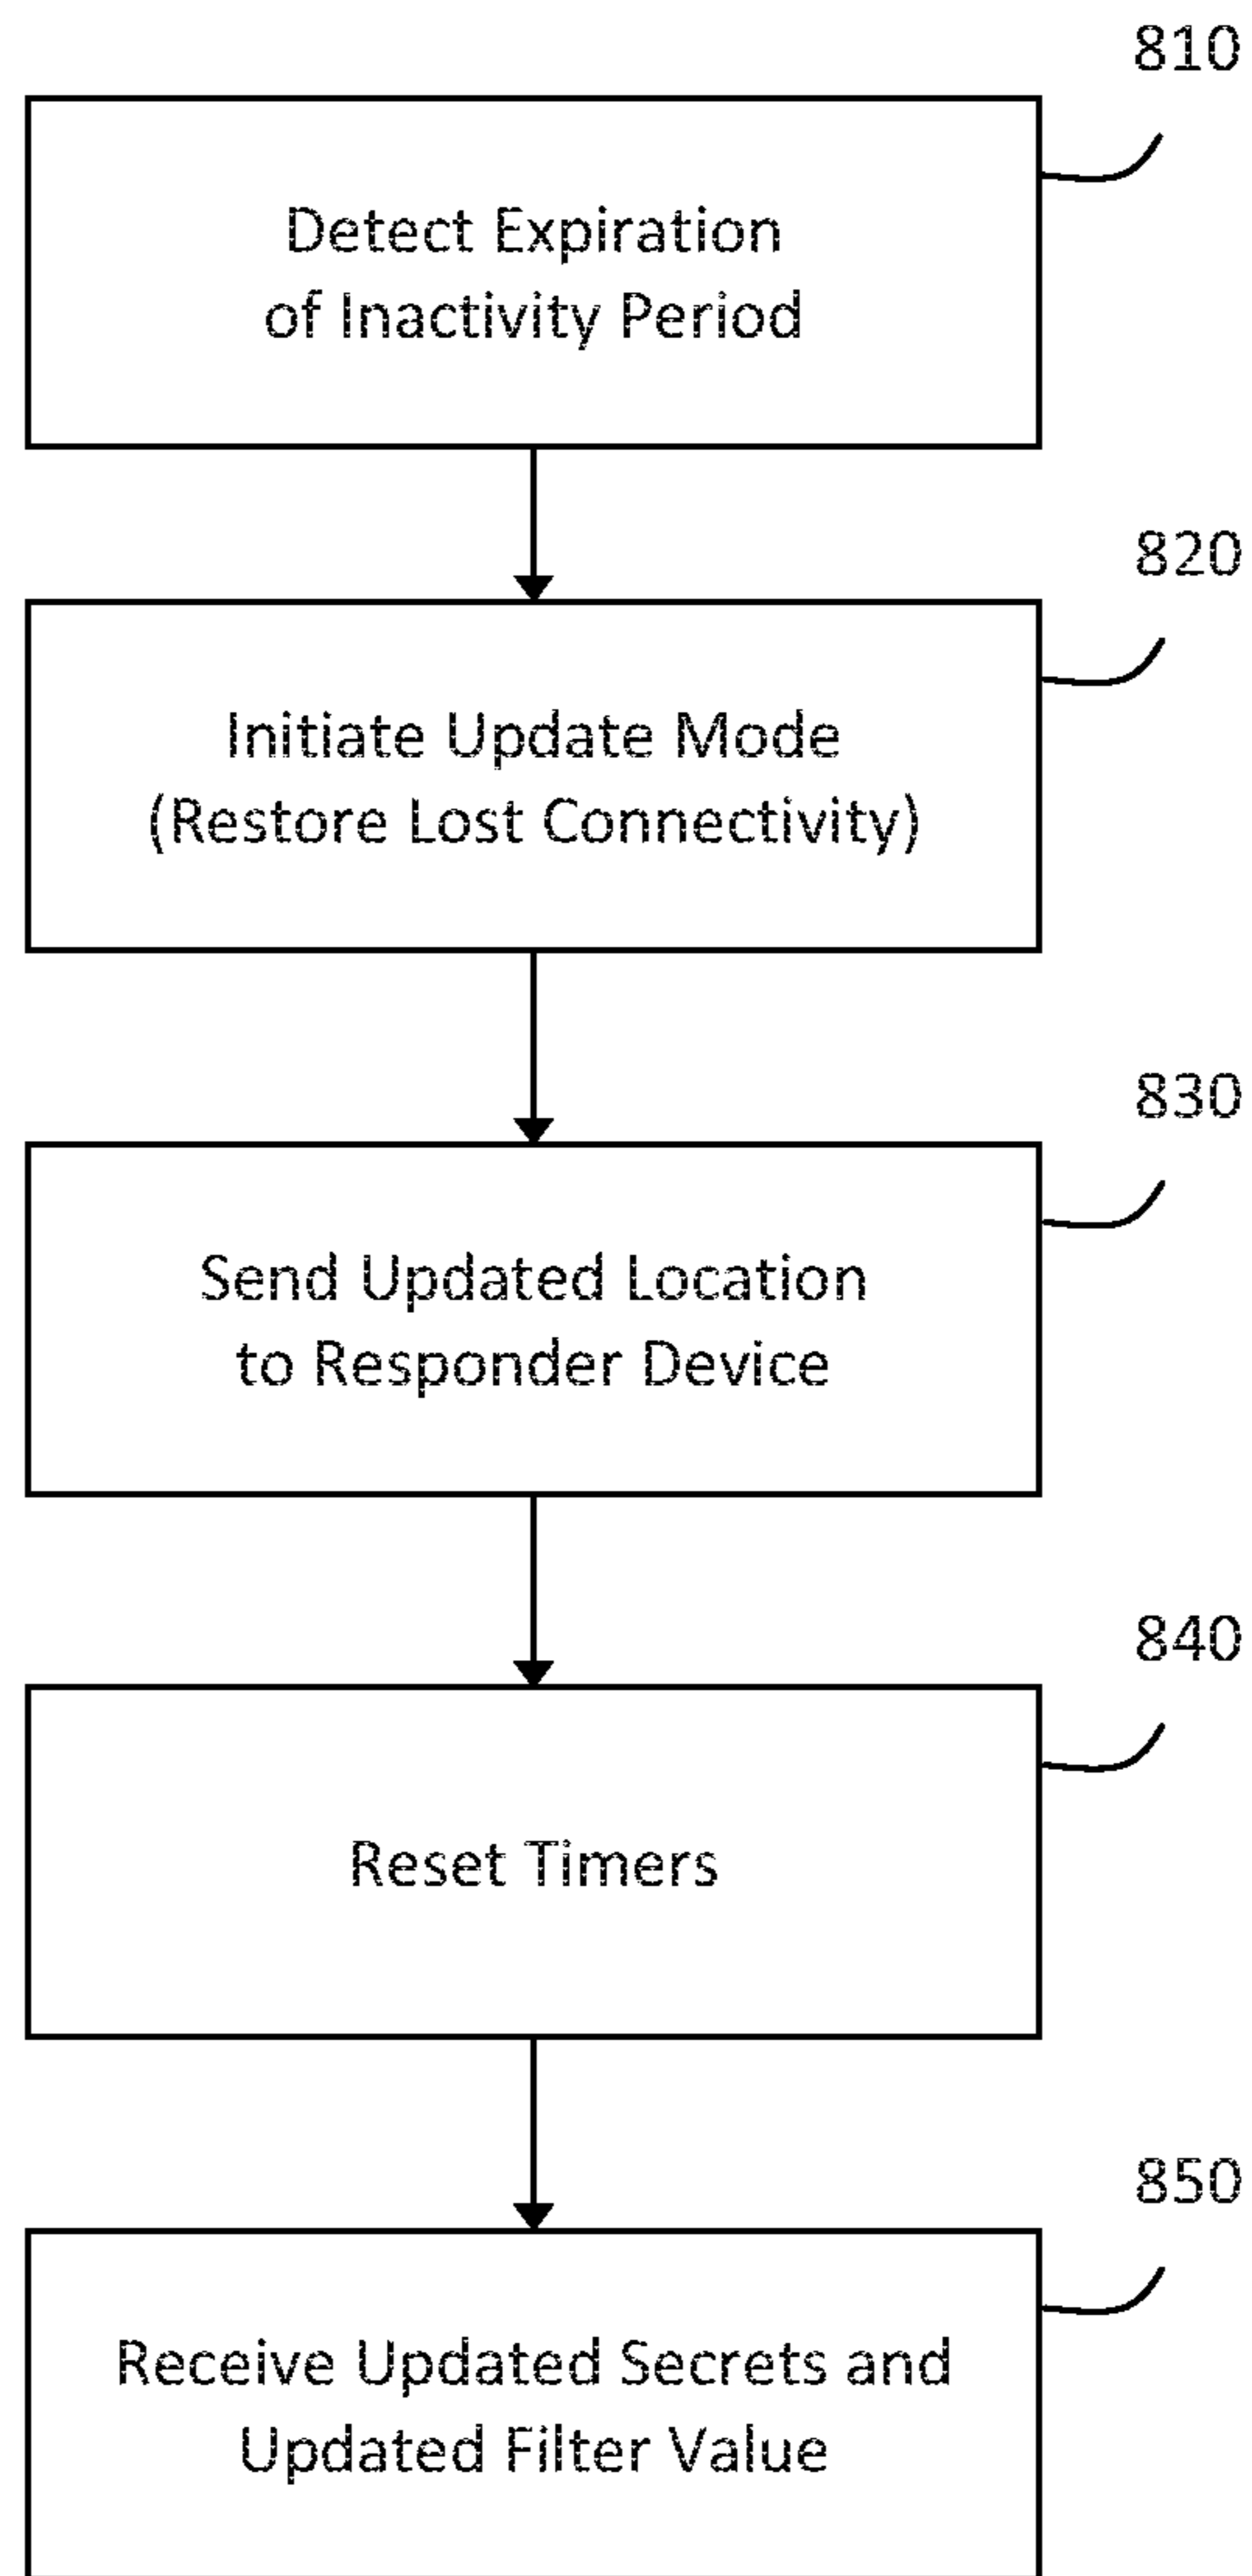 810
Detect Expiration
of Inactivity Period
820
Initiate Update Mode
(Restore Lost Connectivity)
830
Send Updated Location
to Responder Device
840
Reset Timers
850
Receive Updated Secrets and
Updated Filter Value